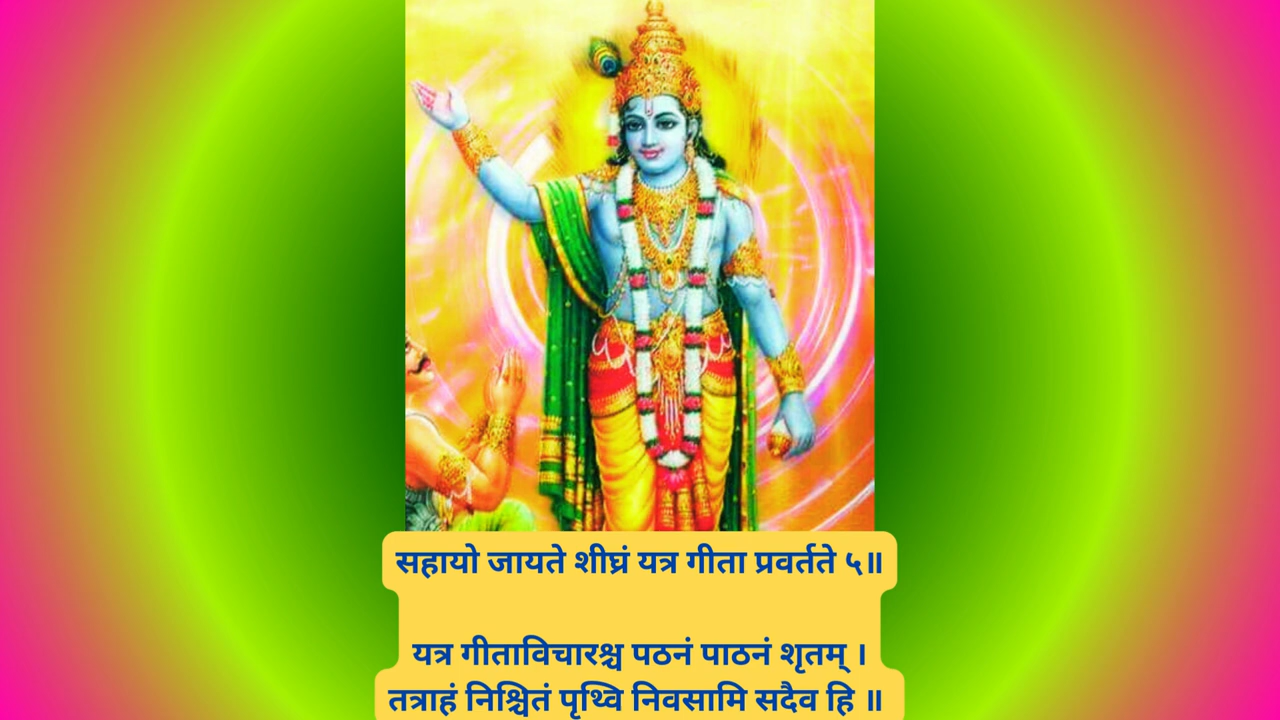 सहायो जायते शीघ्रं यत्र गीता प्रवर्तते ५॥
यत्र गीताविचारश्च पठनं पाठनं शृतम् ।
तत्राहं निश्चितं पृथ्वि निवसामि सदैव हि ॥